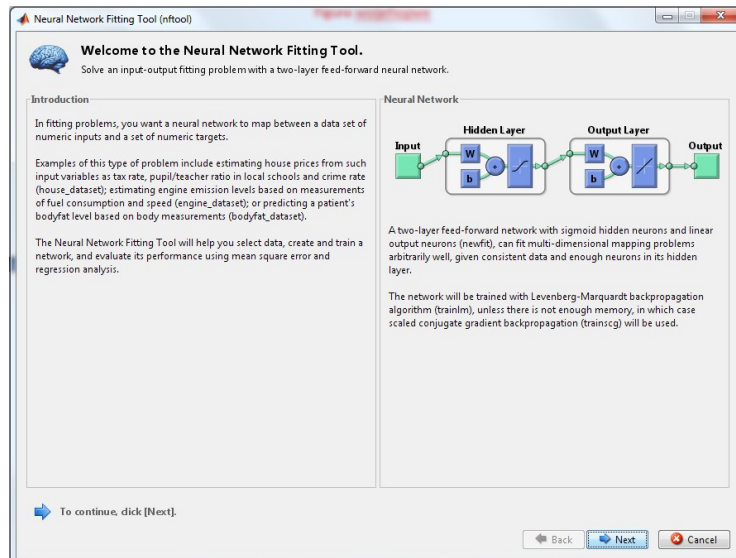 Neural Network Fitting Tool (nftool)
Welcome to the Neural Network Fitting Tool.
Solve an input-output fitting problem with a two-layer feed-forward neural network.
Introduction
In fitting problems, you want a neural network to map between a data set of
numeric inputs and a set of numeric targets.
Examples of this type of problem include estimating house prices from such
input variables as tax rate, pupil/teacher ratio in local schools and crime rate
(house_dataset); estimating engine emission levels based on measurements
of fuel consumption and speed (engine_dataset); or predicting a patient's
bodyfat level based on body measurements (bodyfat_dataset).
The Neural Network Fitting Tool will help you select data, create and train a
network, and evaluate its performance using mean square error and
regression analysis.
Neural Network
Hidden Layer
Output Layer
Input
Output
W
b
W
b
A two-layer feed-forward network with sigmoid hidden neurons and linear
output neurons (newfit), can fit multi-dimensional mapping problems
arbitrarily well, given consistent data and enough neurons in its hidden
layer.
The network will be trained with Levenberg-Marquardt backpropagation
algorithm (trainlm), unless there is not enough memory, in which case
scaled conjugate gradient backpropagation (trainscg) will be used.
To continue, click [Next].
Back
Next
Cancel